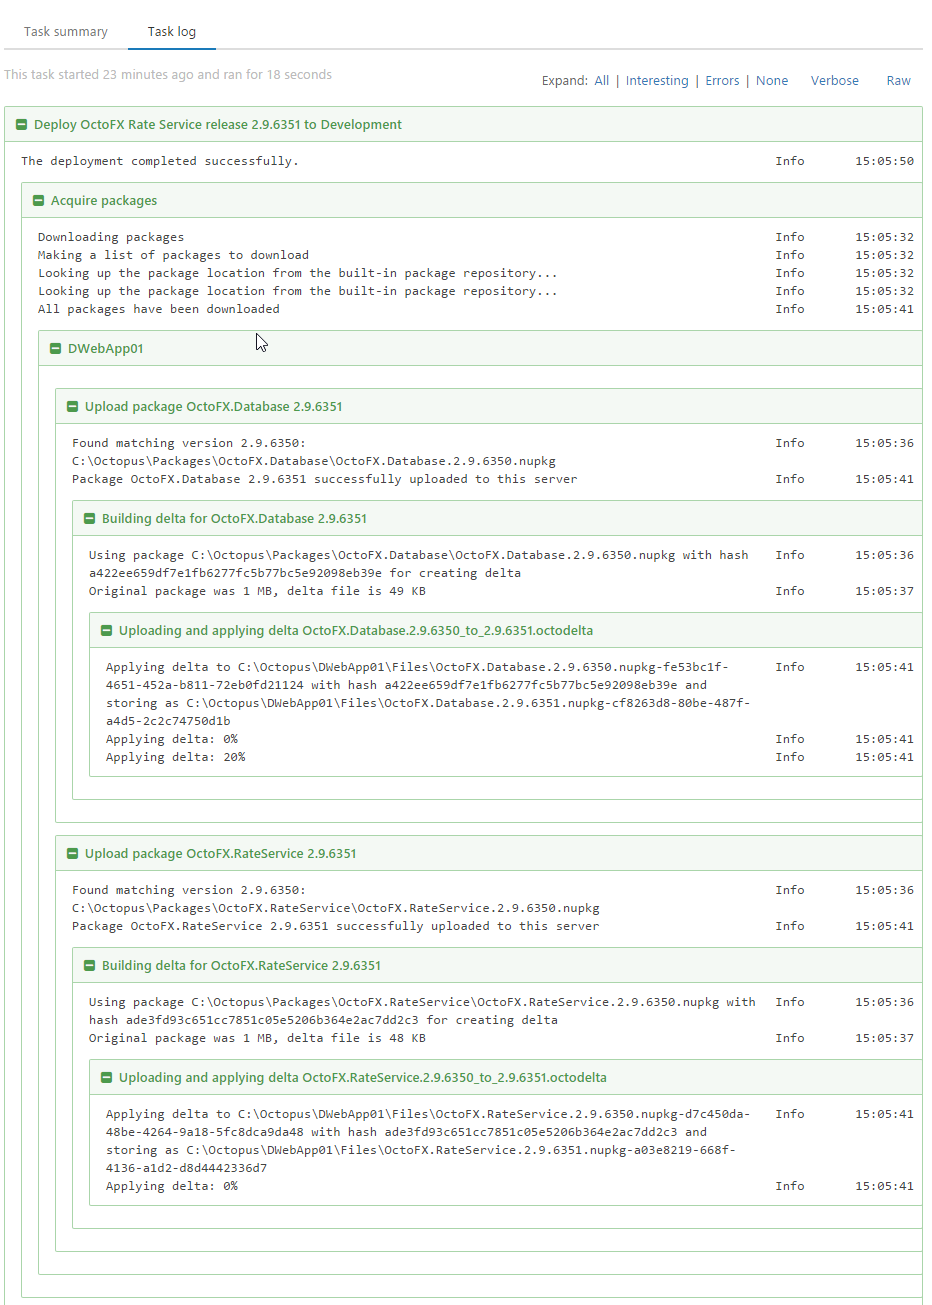 Task summary
Task log
This task started 23 minutes ago and ran for 18 seconds
Expand: All | Interesting | Errors | None Verbose Raw
Deploy OctoFX Rate Service release 2.9.6351 to Development
The deployment completed successfully. Info 15:05:50
Acquire packages
Downloading packages Info 15:05:32
Making a list of packages to download Info 15:05:32
Looking up the package location from the built-in package repository... Info 15:05:32
Looking up the package location from the built-in package repository... Info 15:05:32
All packages have been downloaded Info 15:05:41
DWebApp01
Upload package OctoFX.Database 2.9.6351
Found matching version 2.9.6350: Info 15:05:36
C:\Octopus\Packages\OctoFX.Database\OctoFX.Database.2.9.6350.nupkg
Package OctoFX.Database 2.9.6351 successfully uploaded to this server Info 15:05:41
Building delta for OctoFX.Database 2.9.6351
Using package C:\Octopus\Packages\OctoFX.Database\OctoFX.Database.2.9.6350.nupkg with hash Info 15:05:36
a422ee659df7e1fb6277fc5b77bc5e92098eb39e for creating delta
Original package was 1 MB, delta file is 49 KB Info 15:05:37
Uploading and applying delta OctoFX.Database.2.9.6350_to_2.9.6351.octodelta
Applying delta to C:\Octopus\DWebApp01\Files\OctoFX.Database.2.9.6350.nupkg-fe53bc1f- Info 15:05:41
4651-452a-b811-72eb0fd21124 with hash a422ee659df7e1fb6277fc5b77bc5e92098eb39e and
storing as C:\Octopus\DWebApp01\Files\OctoFX.Database.2.9.6351.nupkg-cf8263d8-80be-487f-
a4d5-2c2c74750d1b
Applying delta: 0% Info 15:05:41
Applying delta: 20% Info 15:05:41
Upload package OctoFX.RateService 2.9.6351
Found matching version 2.9.6350: Info 15:05:36
C:\Octopus\Packages\OctoFX.RateService\OctoFX.RateService.2.9.6350.nupkg
Package OctoFX.RateService 2.9.6351 successfully uploaded to this server Info 15:05:41
Building delta for OctoFX.RateService 2.9.6351
Using package C:\Octopus\Packages\OctoFX.RateService\OctoFX.RateService.2.9.6350.nupkg with Info 15:05:36
hash ade3fd93c651cc7851c05e5206b364e2ac7dd2c3 for creating delta
Original package was 1 MB, delta file is 48 KB Info 15:05:37
Uploading and applying delta OctoFX.RateService.2.9.6350_to_2.9.6351.octodelta
Applying delta to C:\Octopus\DWebApp01\Files\OctoFX.RateService.2.9.6350.nupkg-d7c450da- Info 15:05:41
48be-4264-9a18-5fc8dca9da48 with hash ade3fd93c651cc7851c05e5206b364e2ac7dd2c3 and
storing as C:\Octopus\DWebApp01\Files\OctoFX.RateService.2.9.6351.nupkg-a03e8219-668f-
4136-a1d2-d8d4442336d7
Applying delta: 0% Info 15:05:41